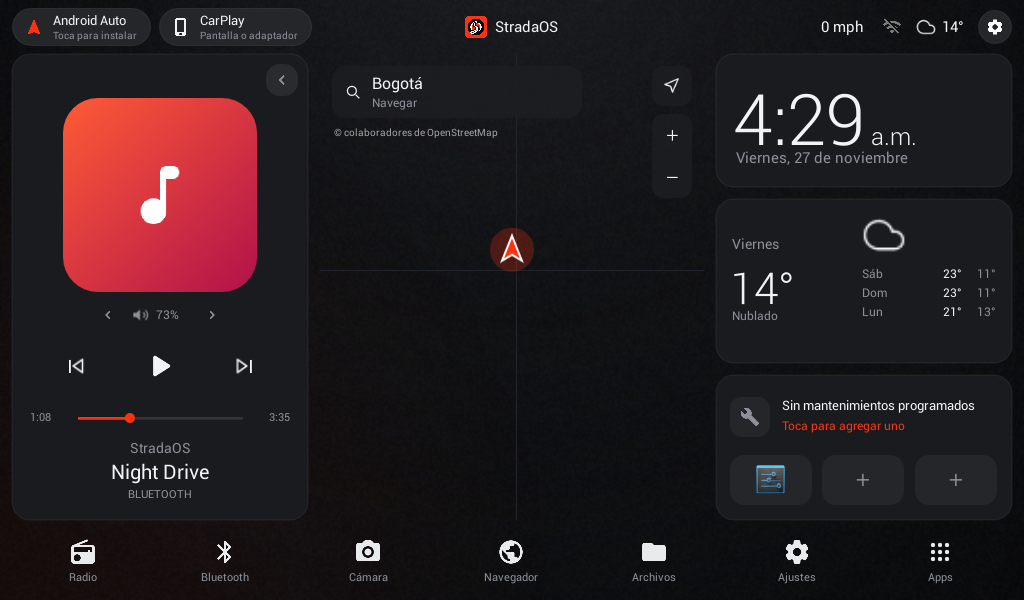 Android Auto
Toca para instalar
CarPlay
Pantalla o adaptador
StradaOS
0 mph
14°
Bogotá
Navegar
© colaboradores de OpenStreetMap
+
−
73%
1:08
3:35
StradaOS
Night Drive
BLUETOOTH
4:29 a.m.
Viernes, 27 de noviembre
Viernes
14°
Nublado
Sáb 23° 11°
Dom 23° 11°
Lun 21° 13°
Sin mantenimientos programados
Toca para agregar uno
+ +
Radio
Bluetooth
Cámara
Navegador
Archivos
Ajustes
Apps